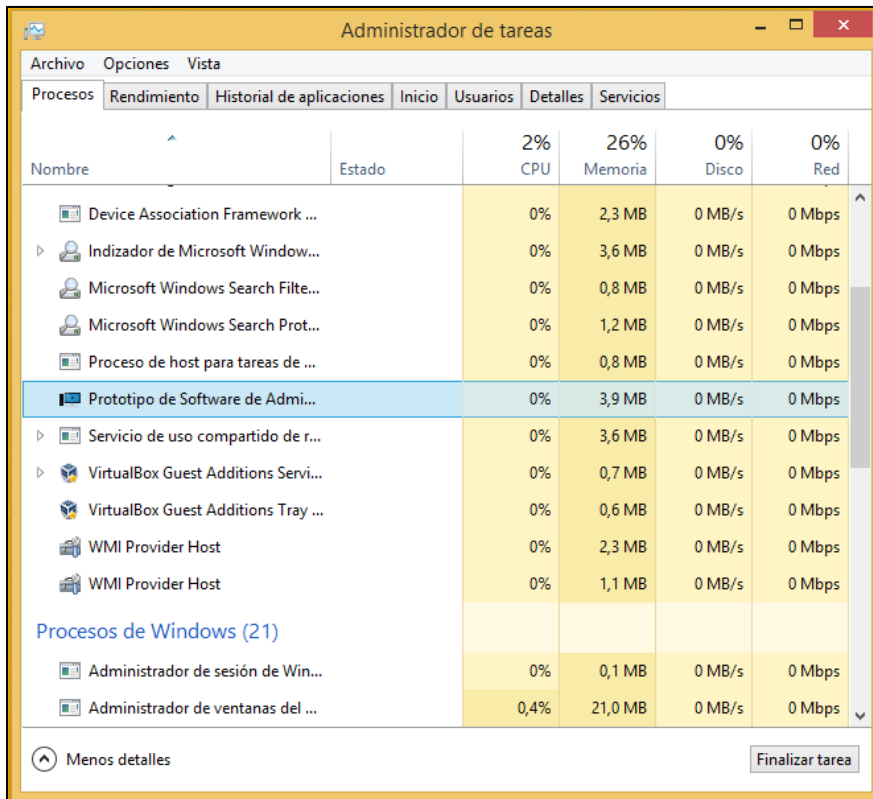 Administrador de tareas
Archivo Opciones Vista
Procesos Rendimiento Historial de aplicaciones Inicio Usuarios Detalles Servicios
2% 26% 0% 0%
Nombre Estado CPU Memoria Disco Red
Device Association Framework ... 0% 2,3 MB 0 MB/s 0 Mbps
Indizador de Microsoft Window... 0% 3,6 MB 0 MB/s 0 Mbps
Microsoft Windows Search Filte... 0% 0,8 MB 0 MB/s 0 Mbps
Microsoft Windows Search Prot... 0% 1,2 MB 0 MB/s 0 Mbps
Proceso de host para tareas de ... 0% 0,8 MB 0 MB/s 0 Mbps
Prototipo de Software de Admi... 0% 3,9 MB 0 MB/s 0 Mbps
Servicio de uso compartido de r... 0% 3,6 MB 0 MB/s 0 Mbps
VirtualBox Guest Additions Servi... 0% 0,7 MB 0 MB/s 0 Mbps
VirtualBox Guest Additions Tray ... 0% 0,6 MB 0 MB/s 0 Mbps
WMI Provider Host 0% 2,3 MB 0 MB/s 0 Mbps
WMI Provider Host 0% 1,1 MB 0 MB/s 0 Mbps
Procesos de Windows (21)
Administrador de sesión de Win... 0% 0,1 MB 0 MB/s 0 Mbps
Administrador de ventanas del ... 0,4% 21,0 MB 0 MB/s 0 Mbps
Menos detalles Finalizar tarea